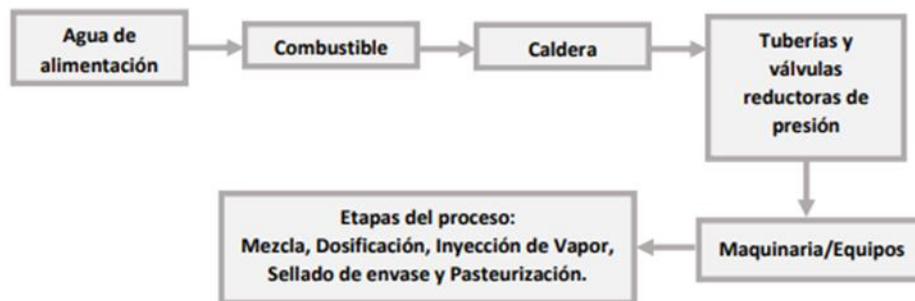 Agua de
alimentación
Combustible
Caldera
Tuberías y
válvulas
reductoras de
presión
Maquinaria/Equipos
Etapas del proceso:
Mezcla, Dosificación, Inyección de Vapor,
Sellado de envase y Pasteurización.